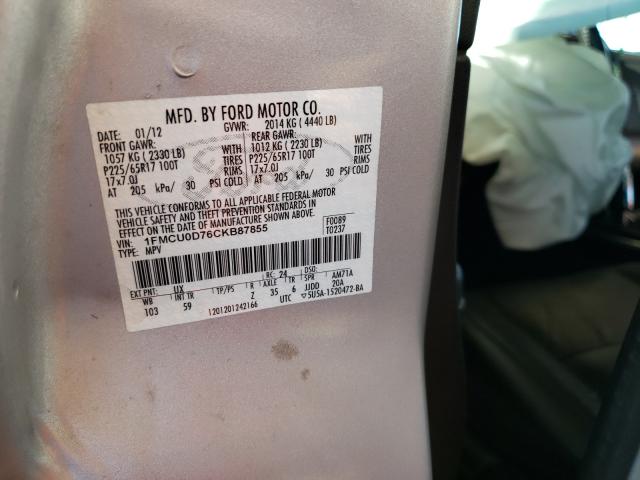 MFD. BY FORD MOTOR CO.
DATE: 01/12 GVWR: 2014 KG ( 4440 LB)
FRONT GAWR: REAR GAWR:
1057 KG ( 2330 LB) WITH 1012 KG ( 2230 LB) WITH
P225/65R17 100T TIRES P225/65R17 100T TIRES
17x7.0J RIMS 17x7.0J RIMS
AT 205 kPa/ 30 PSI COLD AT 205 kPa/ 30 PSI COLD
THIS VEHICLE CONFORMS TO ALL APPLICABLE FEDERAL MOTOR
VEHICLE SAFETY AND THEFT PREVENTION STANDARDS IN
EFFECT ON THE DATE OF MANUFACTURE SHOWN ABOVE.
VIN: 1FMCU0D76CKB87855 F0089
TYPE: MPV T0237
EXT PNT: UX RC: 24 DSO:
WB INT TR TP/PS R AXLE TR SPR AM71A
103 59 Z 35 6 JJDD 20A
1201201242166 UTC ▽5U5A-1520472-BA